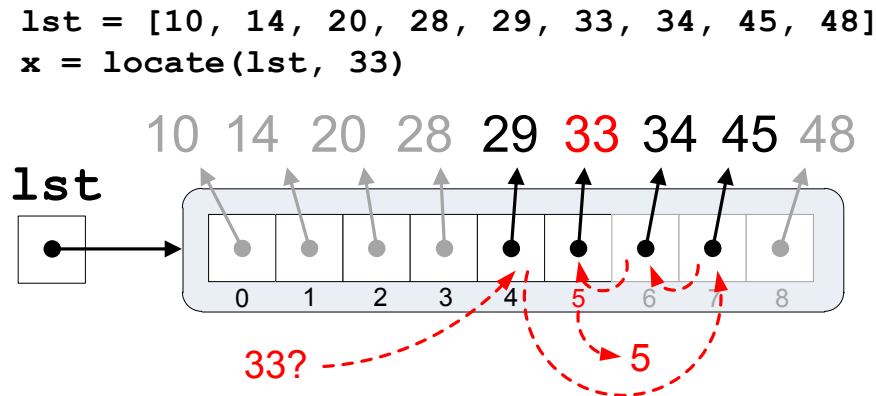 lst = [10, 14, 20, 28, 29, 33, 34, 45, 48]
x = locate(lst, 33)
10 14 20 28 29 33 34 45 48
lst
0 1 2 3 4 5 6 7 8
33? 5